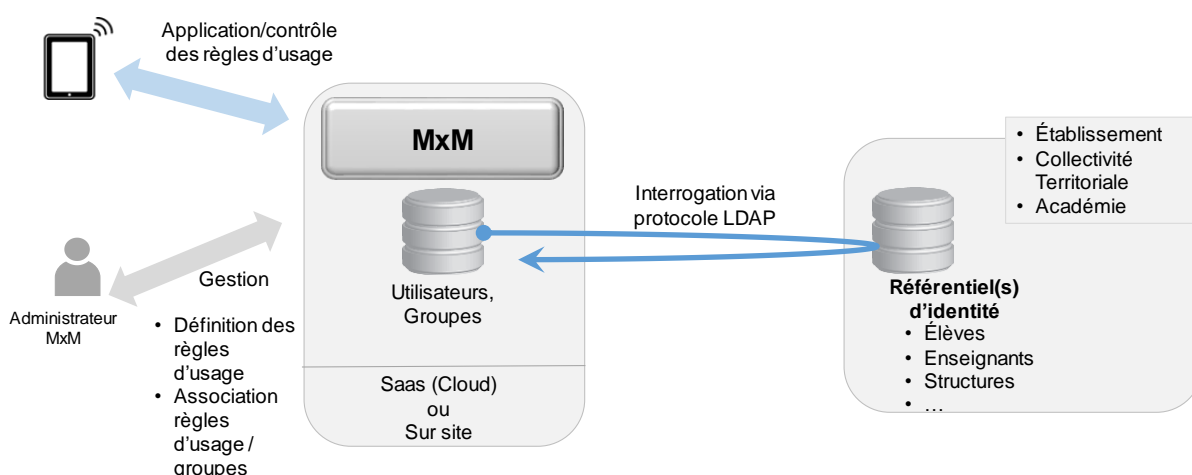 Application/contrôle
des règles d'usage
MxM
Utilisateurs,
Groupes
Saas (Cloud)
ou
Sur site
Administrateur
MxM
Gestion
• Définition des
règles
d'usage
• Association
règles
d'usage /
groupes
Interrogation via
protocole LDAP
• Établissement
• Collectivité
Territoriale
• Académie
Référentiel(s)
d'identité
• Élèves
• Enseignants
• Structures
• …